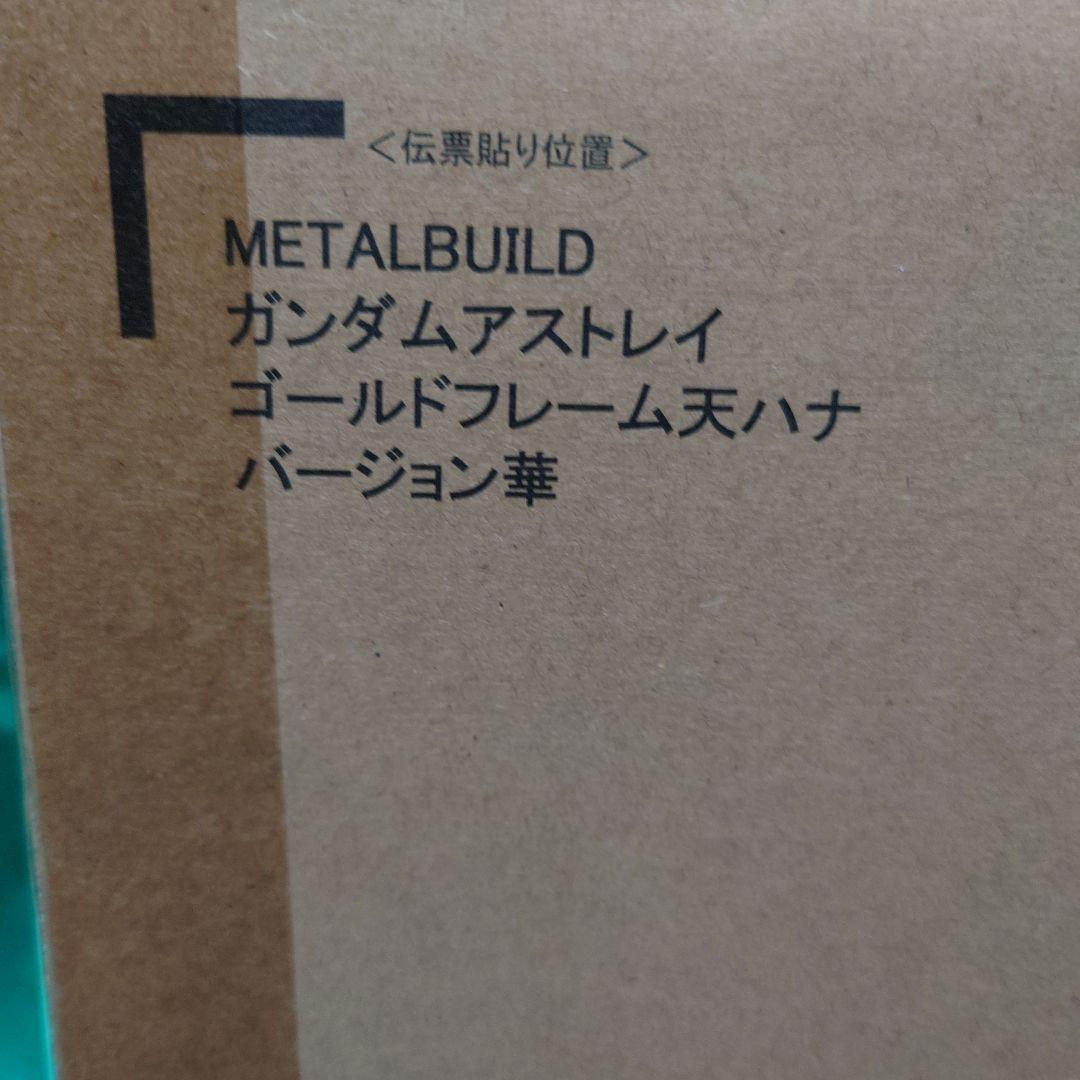 <伝票貼り位置>
METALBUILD
ガンダムアストレイ
ゴールドフレーム天ハナ
バージョン華